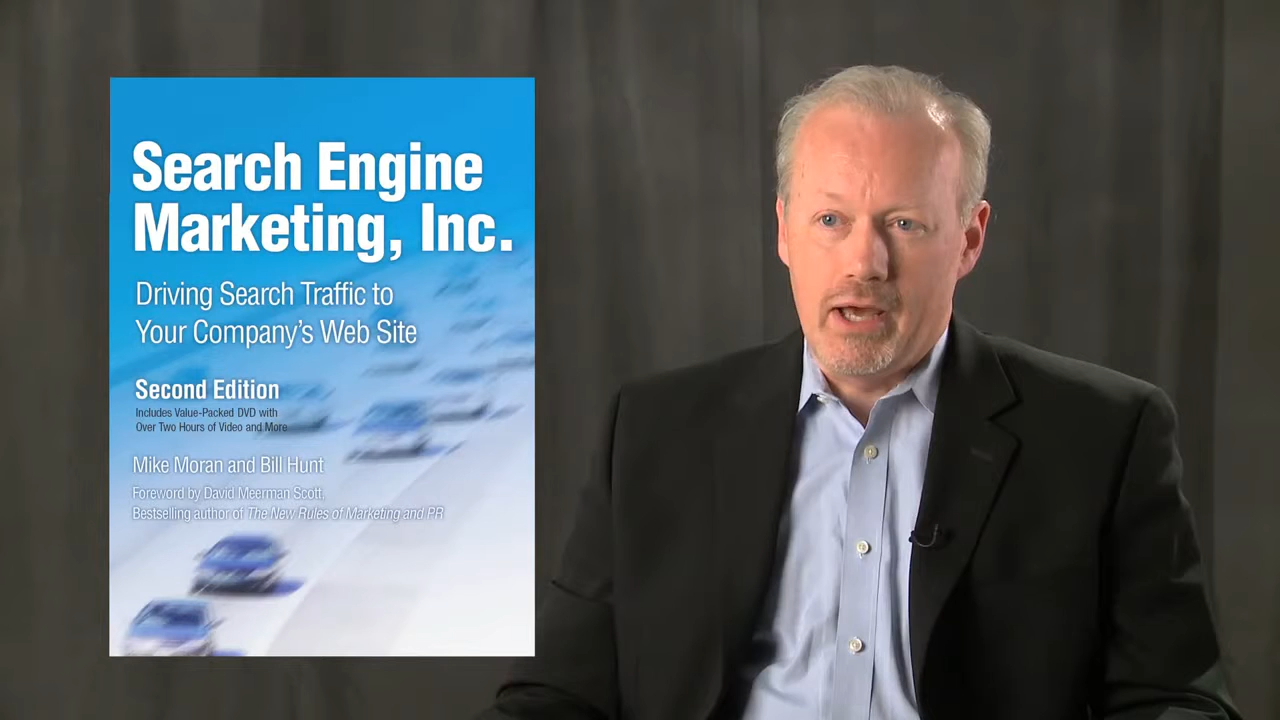 Search Engine
Marketing, Inc.
Driving Search Traffic to
Your Company's Web Site
Second Edition
Includes Value-Packed DVD with
Over Two Hours of Video and More
Mike Moran and Bill Hunt
Foreword by David Meerman Scott,
Bestselling author of The New Rules of Marketing and PR